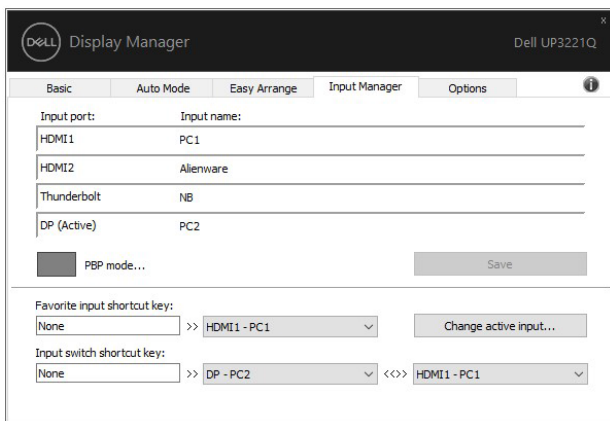 DELL Display Manager Dell UP3221Q x
Basic Auto Mode Easy Arrange Input Manager Options i
Input port: Input name:
HDMI1 PC1
HDMI2 Alienware
Thunderbolt NB
DP (Active) PC2
PBP mode... Save
Favorite input shortcut key:
None >> HDMI1 - PC1 Change active input...
Input switch shortcut key:
None >> DP - PC2 <<>> HDMI1 - PC1